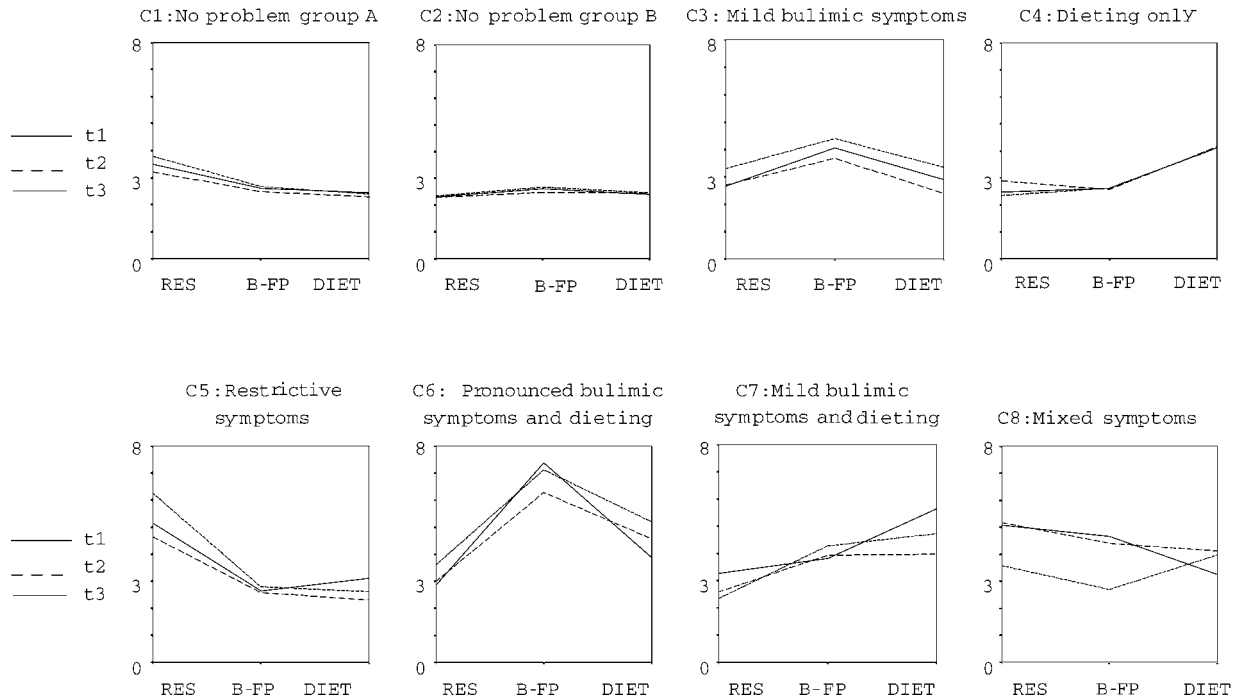 C1:No problem group A
C2:No problem group B
C3: Mild bulimic symptoms
C4: Dieting only
8
8
8
8
t1
t2
t3
3
3
3
3
0
0
0
0
RES B-FP DIET
RES B-FP DIET
RES B-FP DIET
RES B-FP DIET
C5:Restrictive
symptoms
C6: Pronounced bulimic
symptoms and dieting
C7:Mild bulimic
symptoms and dieting
C8:Mixed symptoms
8
8
8
8
t1
t2
t3
3
3
3
3
0
0
0
0
RES B-FP DIET
RES B-FP DIET
RES B-FP DIET
RES B-FP DIET